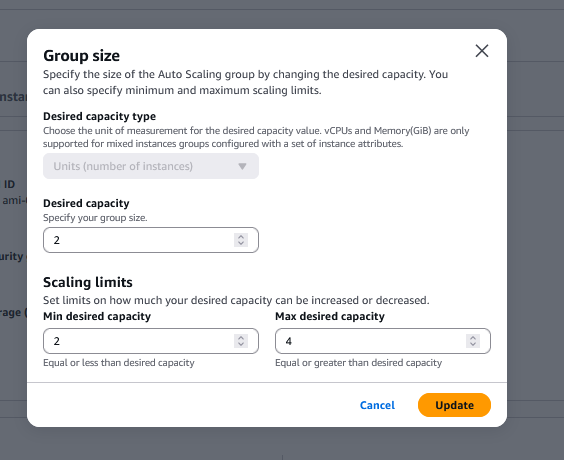 Group size
Specify the size of the Auto Scaling group by changing the desired capacity. You
can also specify minimum and maximum scaling limits.
Desired capacity type
Choose the unit of measurement for the desired capacity value. vCPUs and Memory(GiB) are only
supported for mixed instances groups configured with a set of instance attributes.
Units (number of instances)
ID
ami-
Desired capacity
Specify your group size.
2
Scaling limits
Set limits on how much your desired capacity can be increased or decreased.
Min desired capacity Max desired capacity
2 4
Equal or less than desired capacity Equal or greater than desired capacity
Cancel Update